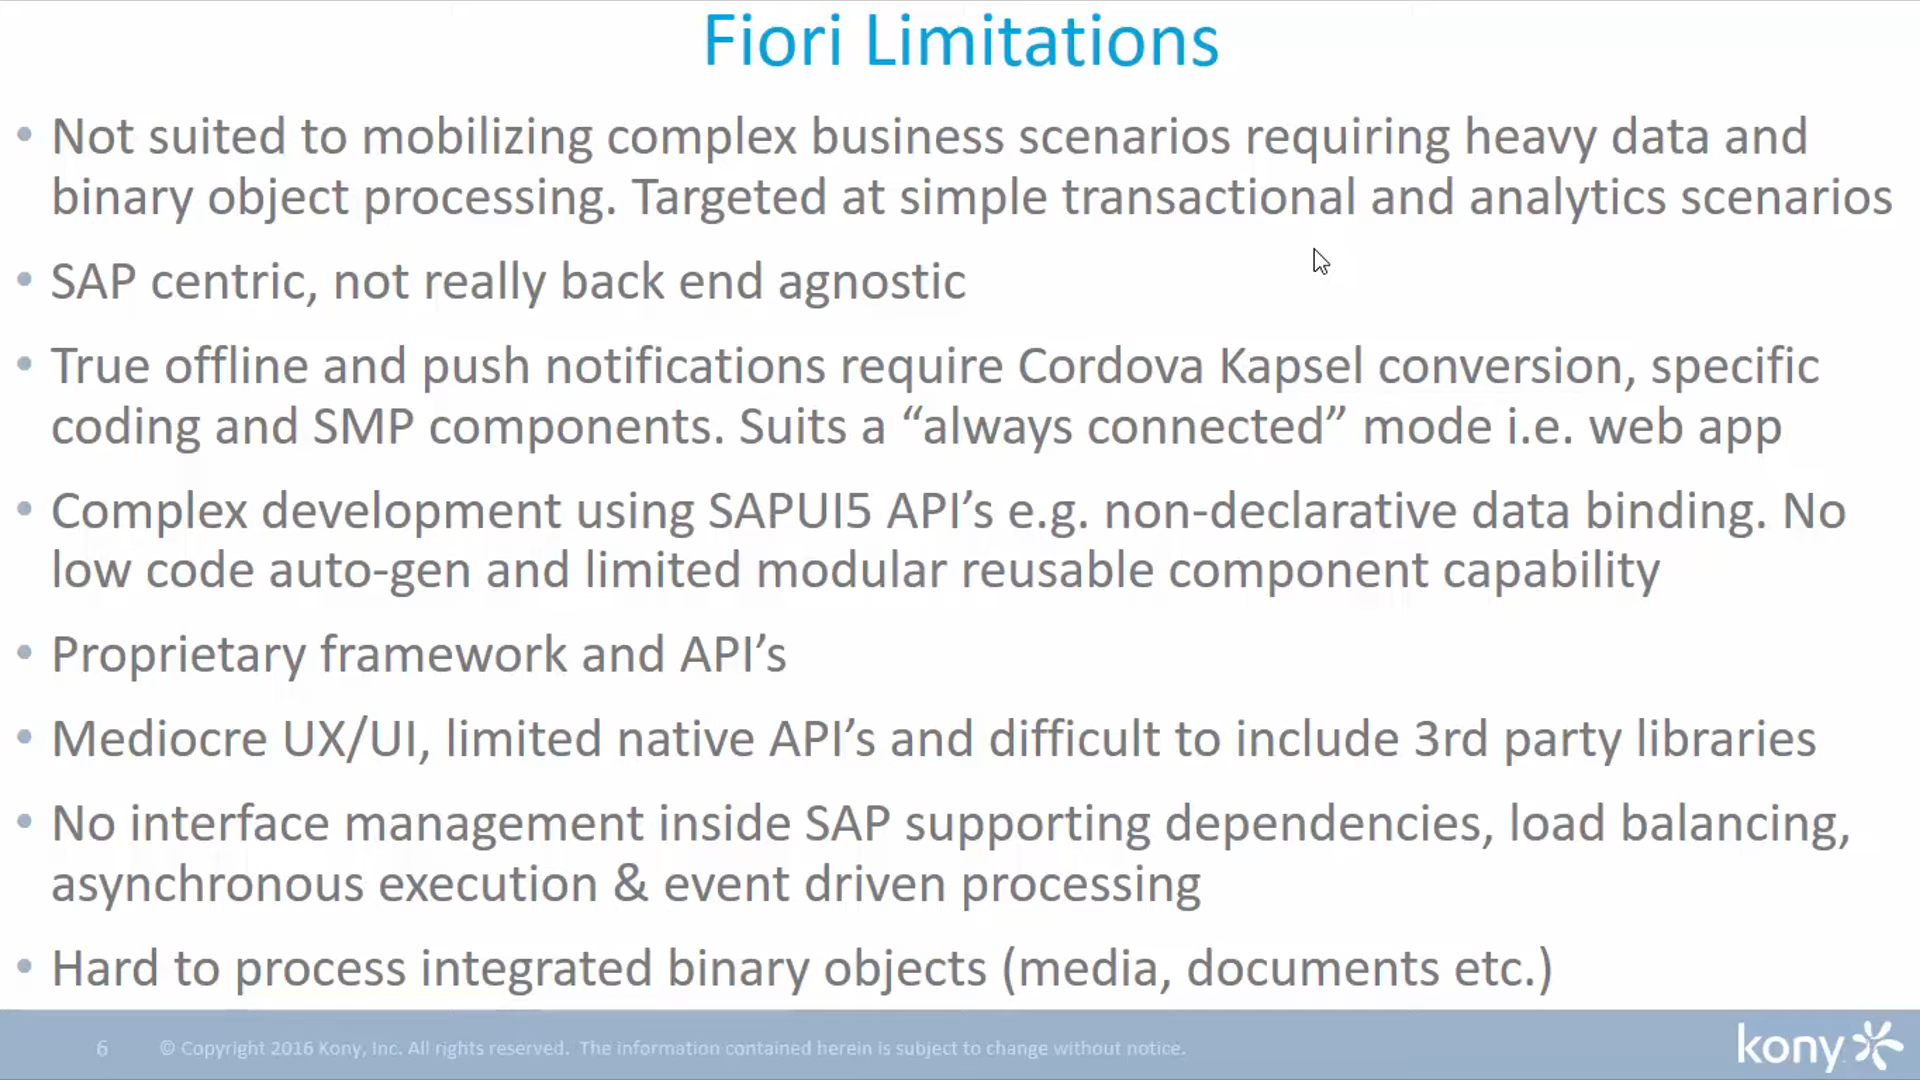 Fiori Limitations
• Not suited to mobilizing complex business scenarios requiring heavy data and
binary object processing. Targeted at simple transactional and analytics scenarios
• SAP centric, not really back end agnostic
• True offline and push notifications require Cordova Kapsel conversion, specific
coding and SMP components. Suits a “always connected” mode i.e. web app
• Complex development using SAPUI5 API’s e.g. non-declarative data binding. No
low code auto-gen and limited modular reusable component capability
• Proprietary framework and API’s
• Mediocre UX/UI, limited native API’s and difficult to include 3rd party libraries
• No interface management inside SAP supporting dependencies, load balancing,
asynchronous execution & event driven processing
• Hard to process integrated binary objects (media, documents etc.)
6 © Copyright 2016 Kony, Inc. All rights reserved. The information contained herein is subject to change without notice.
kony